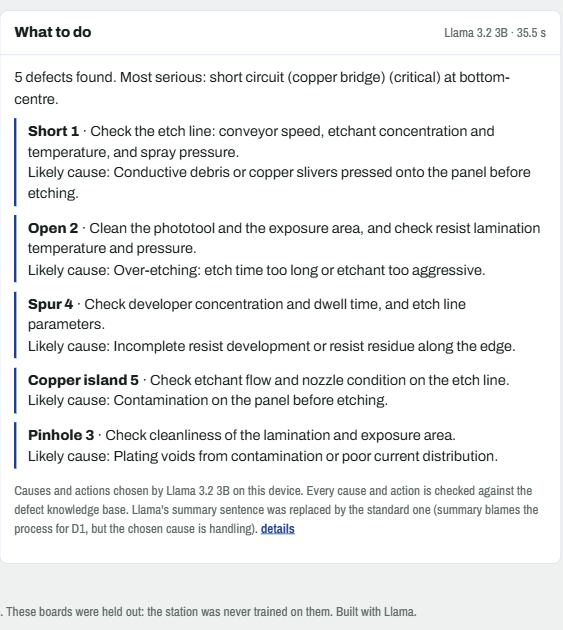 What to do
Llama 3.2 3B · 35.5 s
5 defects found. Most serious: short circuit (copper bridge) (critical) at bottom-
centre.
Short 1 · Check the etch line: conveyor speed, etchant concentration and
temperature, and spray pressure.
Likely cause: Conductive debris or copper slivers pressed onto the panel before
etching.
Open 2 · Clean the phototool and the exposure area, and check resist lamination
temperature and pressure.
Likely cause: Over-etching: etch time too long or etchant too aggressive.
Spur 4 · Check developer concentration and dwell time, and etch line
parameters.
Likely cause: Incomplete resist development or resist residue along the edge.
Copper island 5 · Check etchant flow and nozzle condition on the etch line.
Likely cause: Contamination on the panel before etching.
Pinhole 3 · Check cleanliness of the lamination and exposure area.
Likely cause: Plating voids from contamination or poor current distribution.
Causes and actions chosen by Llama 3.2 3B on this device. Every cause and action is checked against the
defect knowledge base. Llama's summary sentence was replaced by the standard one (summary blames the
process for D1, but the chosen cause is handling). details
. These boards were held out: the station was never trained on them. Built with Llama.